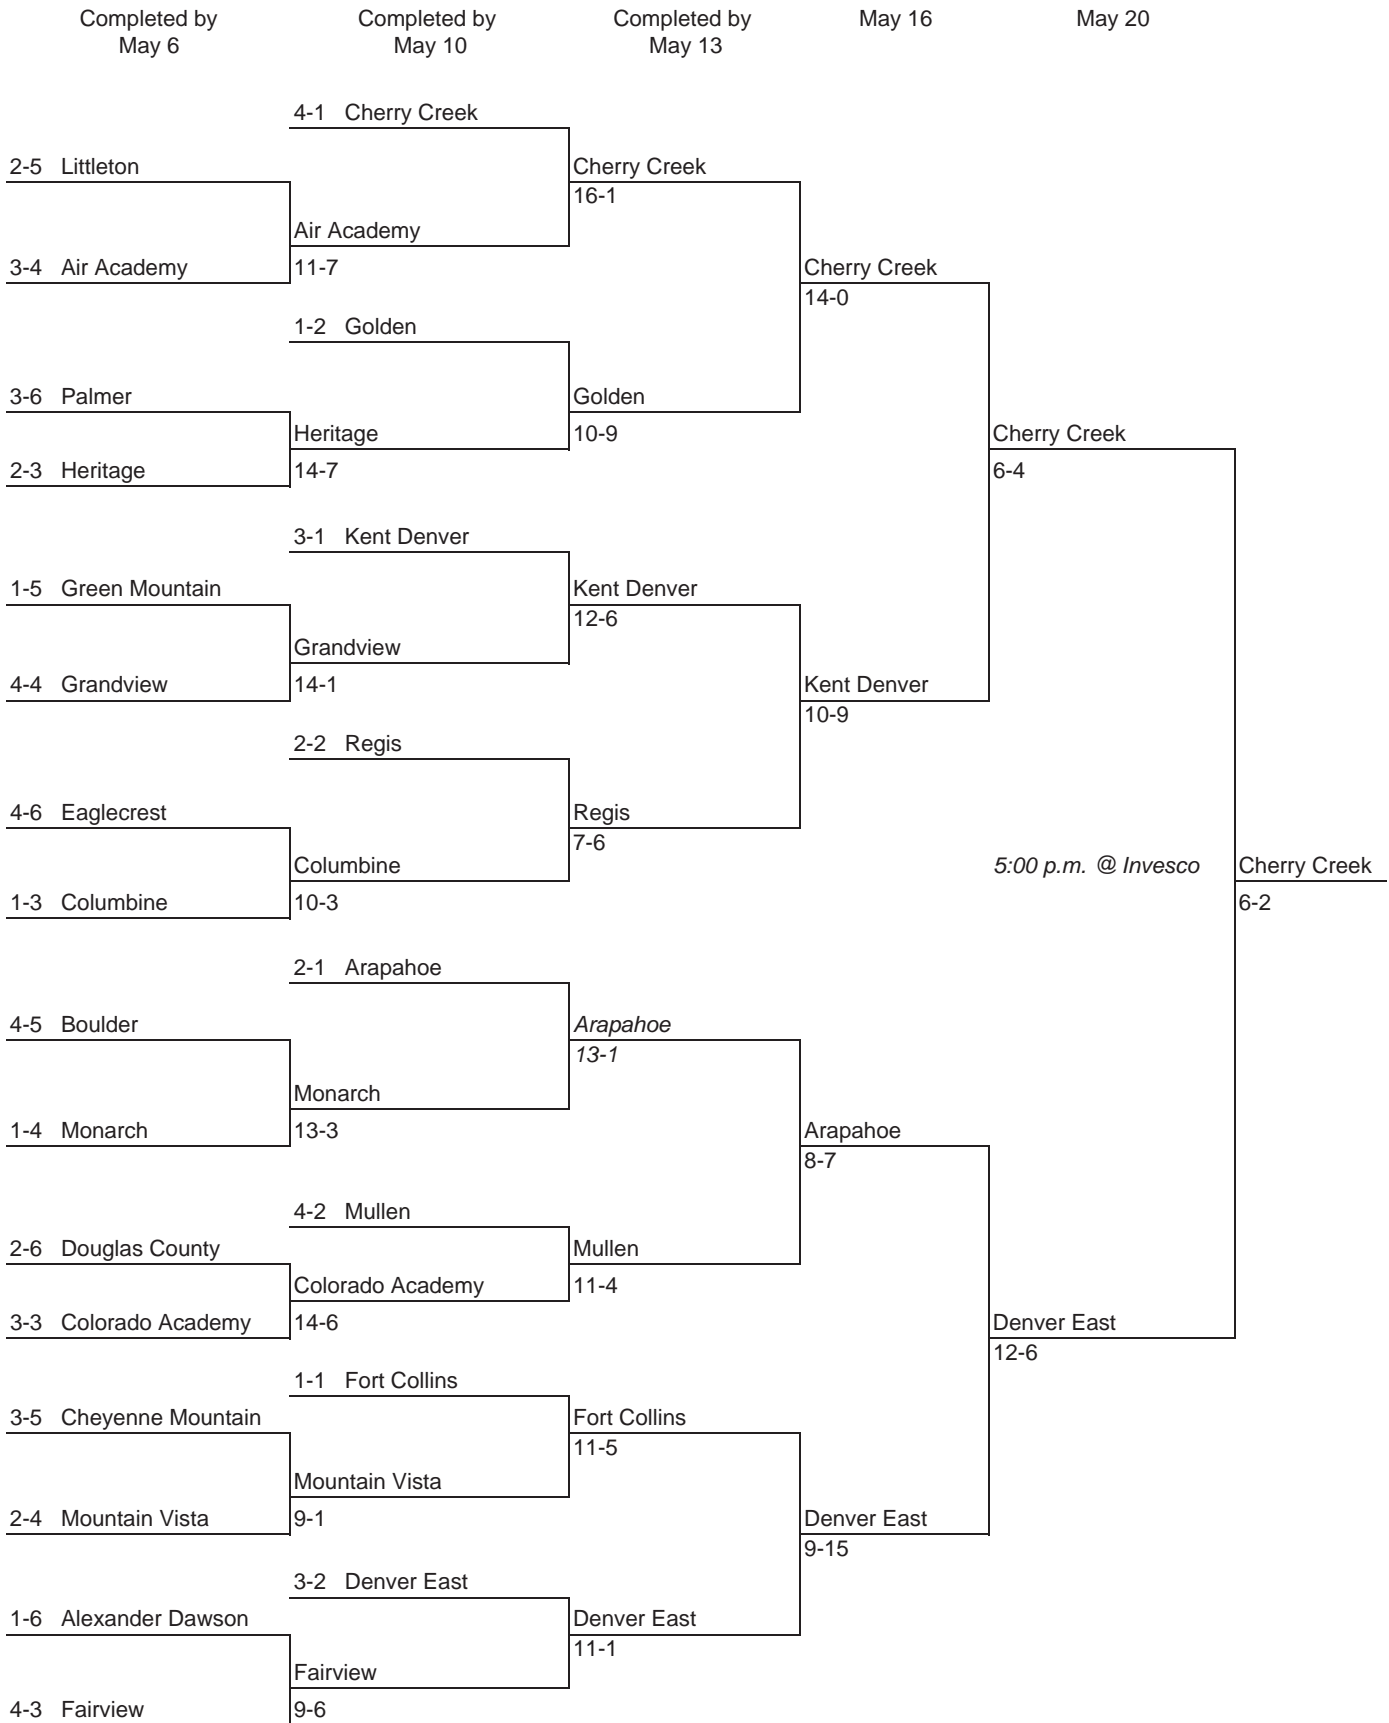 Completed by May 6
Completed by May 10
Completed by May 13
May 16
May 20
4-1 Cherry Creek
2-5 Littleton
Cherry Creek
16-1
Air Academy
3-4 Air Academy
11-7
Cherry Creek
14-0
1-2 Golden
3-6 Palmer
Golden
Heritage
10-9
Cherry Creek
2-3 Heritage
14-7
6-4
3-1 Kent Denver
1-5 Green Mountain
Kent Denver
12-6
Grandview
4-4 Grandview
14-1
Kent Denver
10-9
2-2 Regis
4-6 Eaglecrest
Regis
7-6
Columbine
5:00 p.m. @ Invesco
Cherry Creek
1-3 Columbine
10-3
6-2
2-1 Arapahoe
4-5 Boulder
Arapahoe
13-1
Monarch
1-4 Monarch
13-3
Arapahoe
8-7
4-2 Mullen
2-6 Douglas County
Mullen
Colorado Academy
11-4
3-3 Colorado Academy
14-6
Denver East
12-6
1-1 Fort Collins
3-5 Cheyenne Mountain
Fort Collins
11-5
Mountain Vista
2-4 Mountain Vista
9-1
Denver East
9-15
3-2 Denver East
1-6 Alexander Dawson
Denver East
11-1
Fairview
4-3 Fairview
9-6